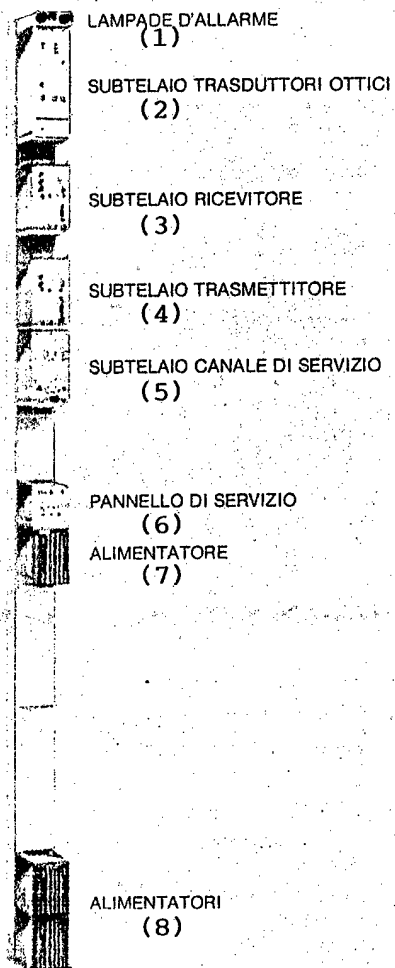 LAMPADE D'ALLARME
(1)
SUBTELAIO TRASDUTTORI OTTICI
(2)
SUBTELAIO RICEVITORE
(3)
SUBTELAIO TRASMETTITORE
(4)
SUBTELAIO CANALE DI SERVIZIO
(5)
PANNELLO DI SERVIZIO
(6)
ALIMENTATORE
(7)
ALIMENTATORI
(8)